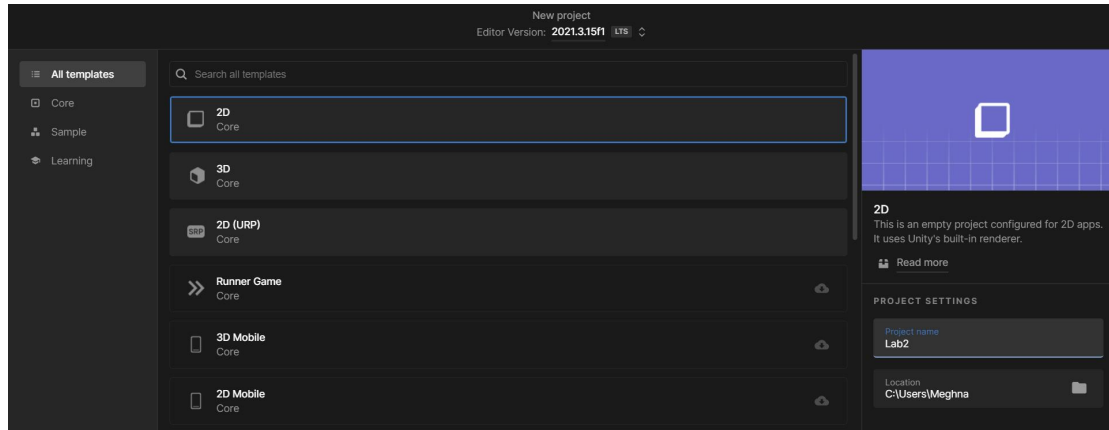 New project
Editor Version: 2021.3.15f1 LTS
All templates
Core
Sample
Learning
Search all templates
2D
Core
3D
Core
SRP
2D (URP)
Core
Runner Game
Core
3D Mobile
Core
2D Mobile
Core
2D
This is an empty project configured for 2D apps.
It uses Unity's built-in renderer.
Read more
PROJECT SETTINGS
Project name
Lab2
Location
C:\Users\Meghna